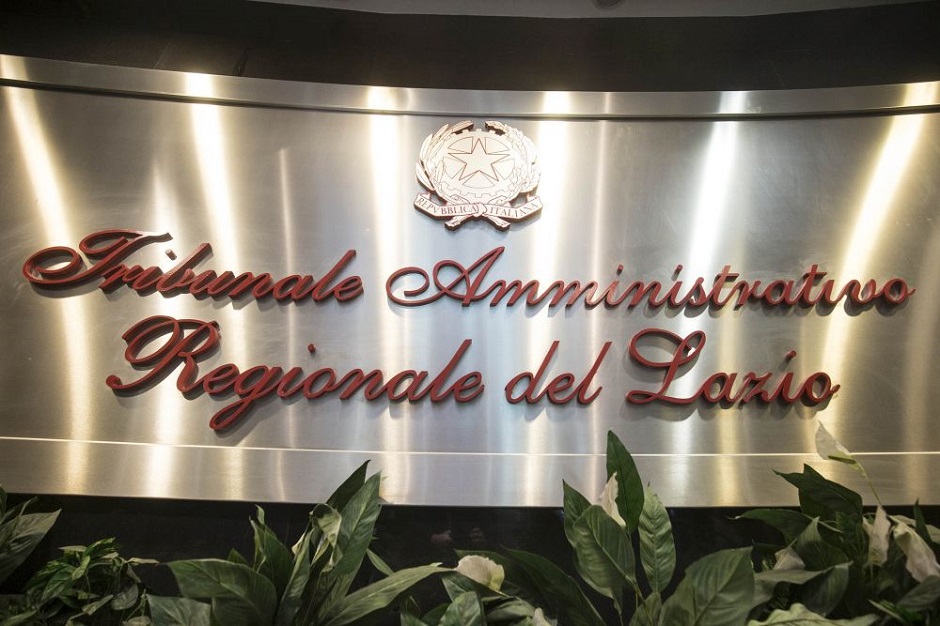 REPVBBLICA ITALIANA
Tribunale Amministrativo
Regionale del Lazio